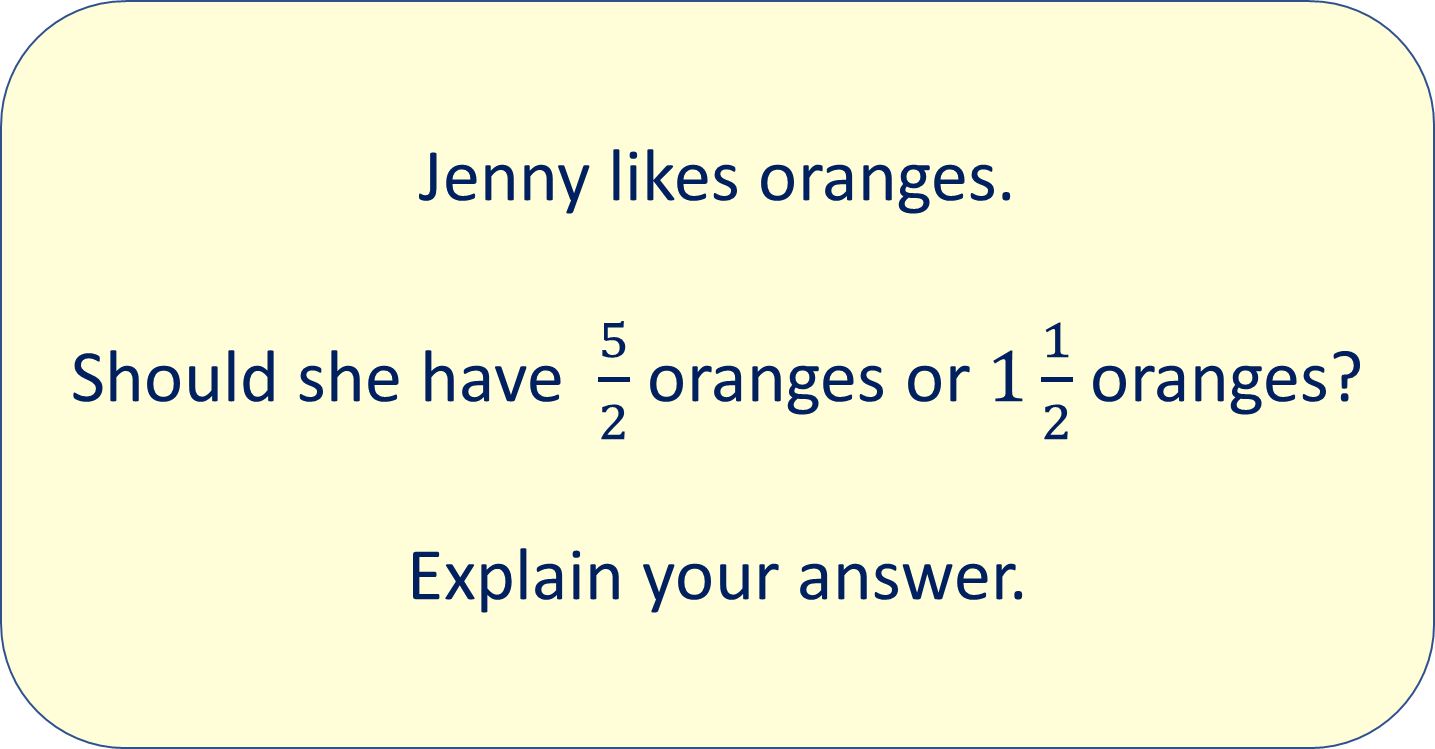 Jenny likes oranges.
Should she have 5/2 oranges or 1 1/2 oranges?
Explain your answer.